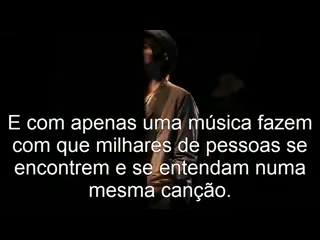 E com apenas uma música fazem
com que milhares de pessoas se
encontrem e se entendam numa
mesma canção.